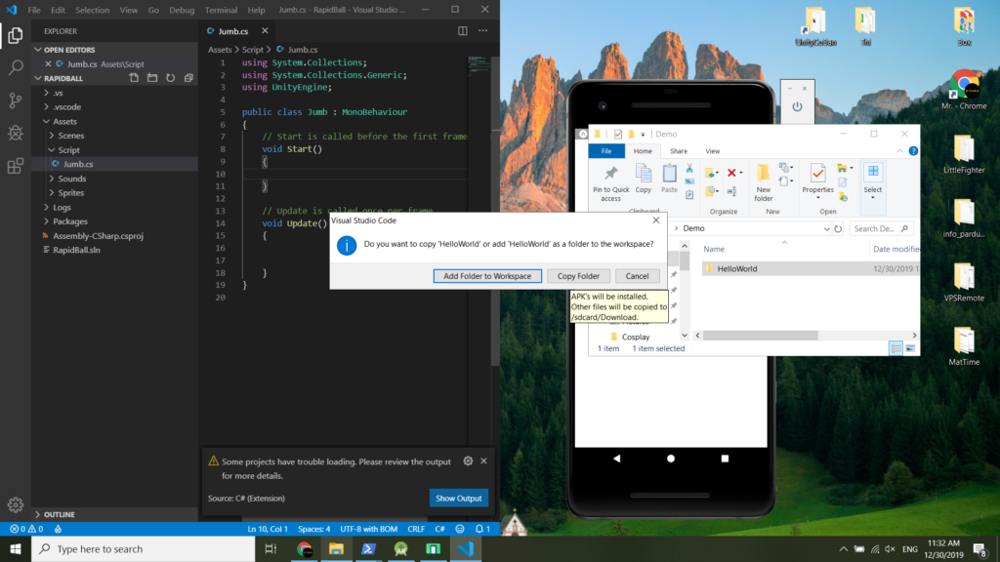 File Edit Selection View Go Debug Terminal Help Jumb.cs - RapidBall - Visual Studio ...
EXPLORER
OPEN EDITORS
Jumb.cs Assets\Script
RAPIDBALL
.vs
.vscode
Assets
Scenes
Script
Jumb.cs
Sounds
Sprites
Logs
Packages
Assembly-CSharp.csproj
RapidBall.sln
OUTLINE
Jumb.cs
Assets > Script > Jumb.cs
1 using System.Collections;
2 using System.Collections.Generic;
3 using UnityEngine;
4
5 public class Jumb : MonoBehaviour
6 {
7 // Start is called before the first frame
8 void Start()
9 {
10
11 }
12
13 // Update is called once per frame
14 void Update()
15 {
16
17
18 }
19 }
20
Visual Studio Code
Do you want to copy 'HelloWorld' or add 'HelloWorld' as a folder to the workspace?
Add Folder to Workspace Copy Folder Cancel
APK's will be installed.
Other files will be copied to
/sdcard/Download.
Some projects have trouble loading. Please review the output
for more details.
Source: C# (Extension)
Show Output
0 0
Ln 10, Col 1 Spaces: 4 UTF-8 with BOM CRLF C# 1
Demo
File Home Share View
Pin to Quick
access
Copy
Paste
Clipboard
Organize
New
folder
New
Properties
Open
Select
> Demo
Search De...
Name Date modified
HelloWorld 12/30/2019 1
Cosplay
1 item 1 item selected
UnityGoBan
Thi
Box
Mr. - Chrome
LittleFighter
info_pardu...
VPSRemote
MatTime
Type here to search
ENG
11:32 AM
12/30/2019
8